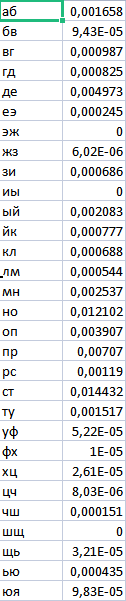 аб 0,001658
бв 9,43E-05
вг 0,000987
гд 0,000825
де 0,004973
еэ 0,000245
эж 0
жз 6,02E-06
зи 0,000686
иы 0
ый 0,002083
йк 0,000777
кл 0,000688
лм 0,000544
мн 0,002537
но 0,012102
оп 0,003907
пр 0,00707
рс 0,00119
ст 0,014432
ту 0,001517
уф 5,22E-05
фх 1E-05
хц 2,61E-05
цч 8,03E-06
чш 0,000151
шщ 0
щь 3,21E-05
ью 0,000435
юя 9,83E-05